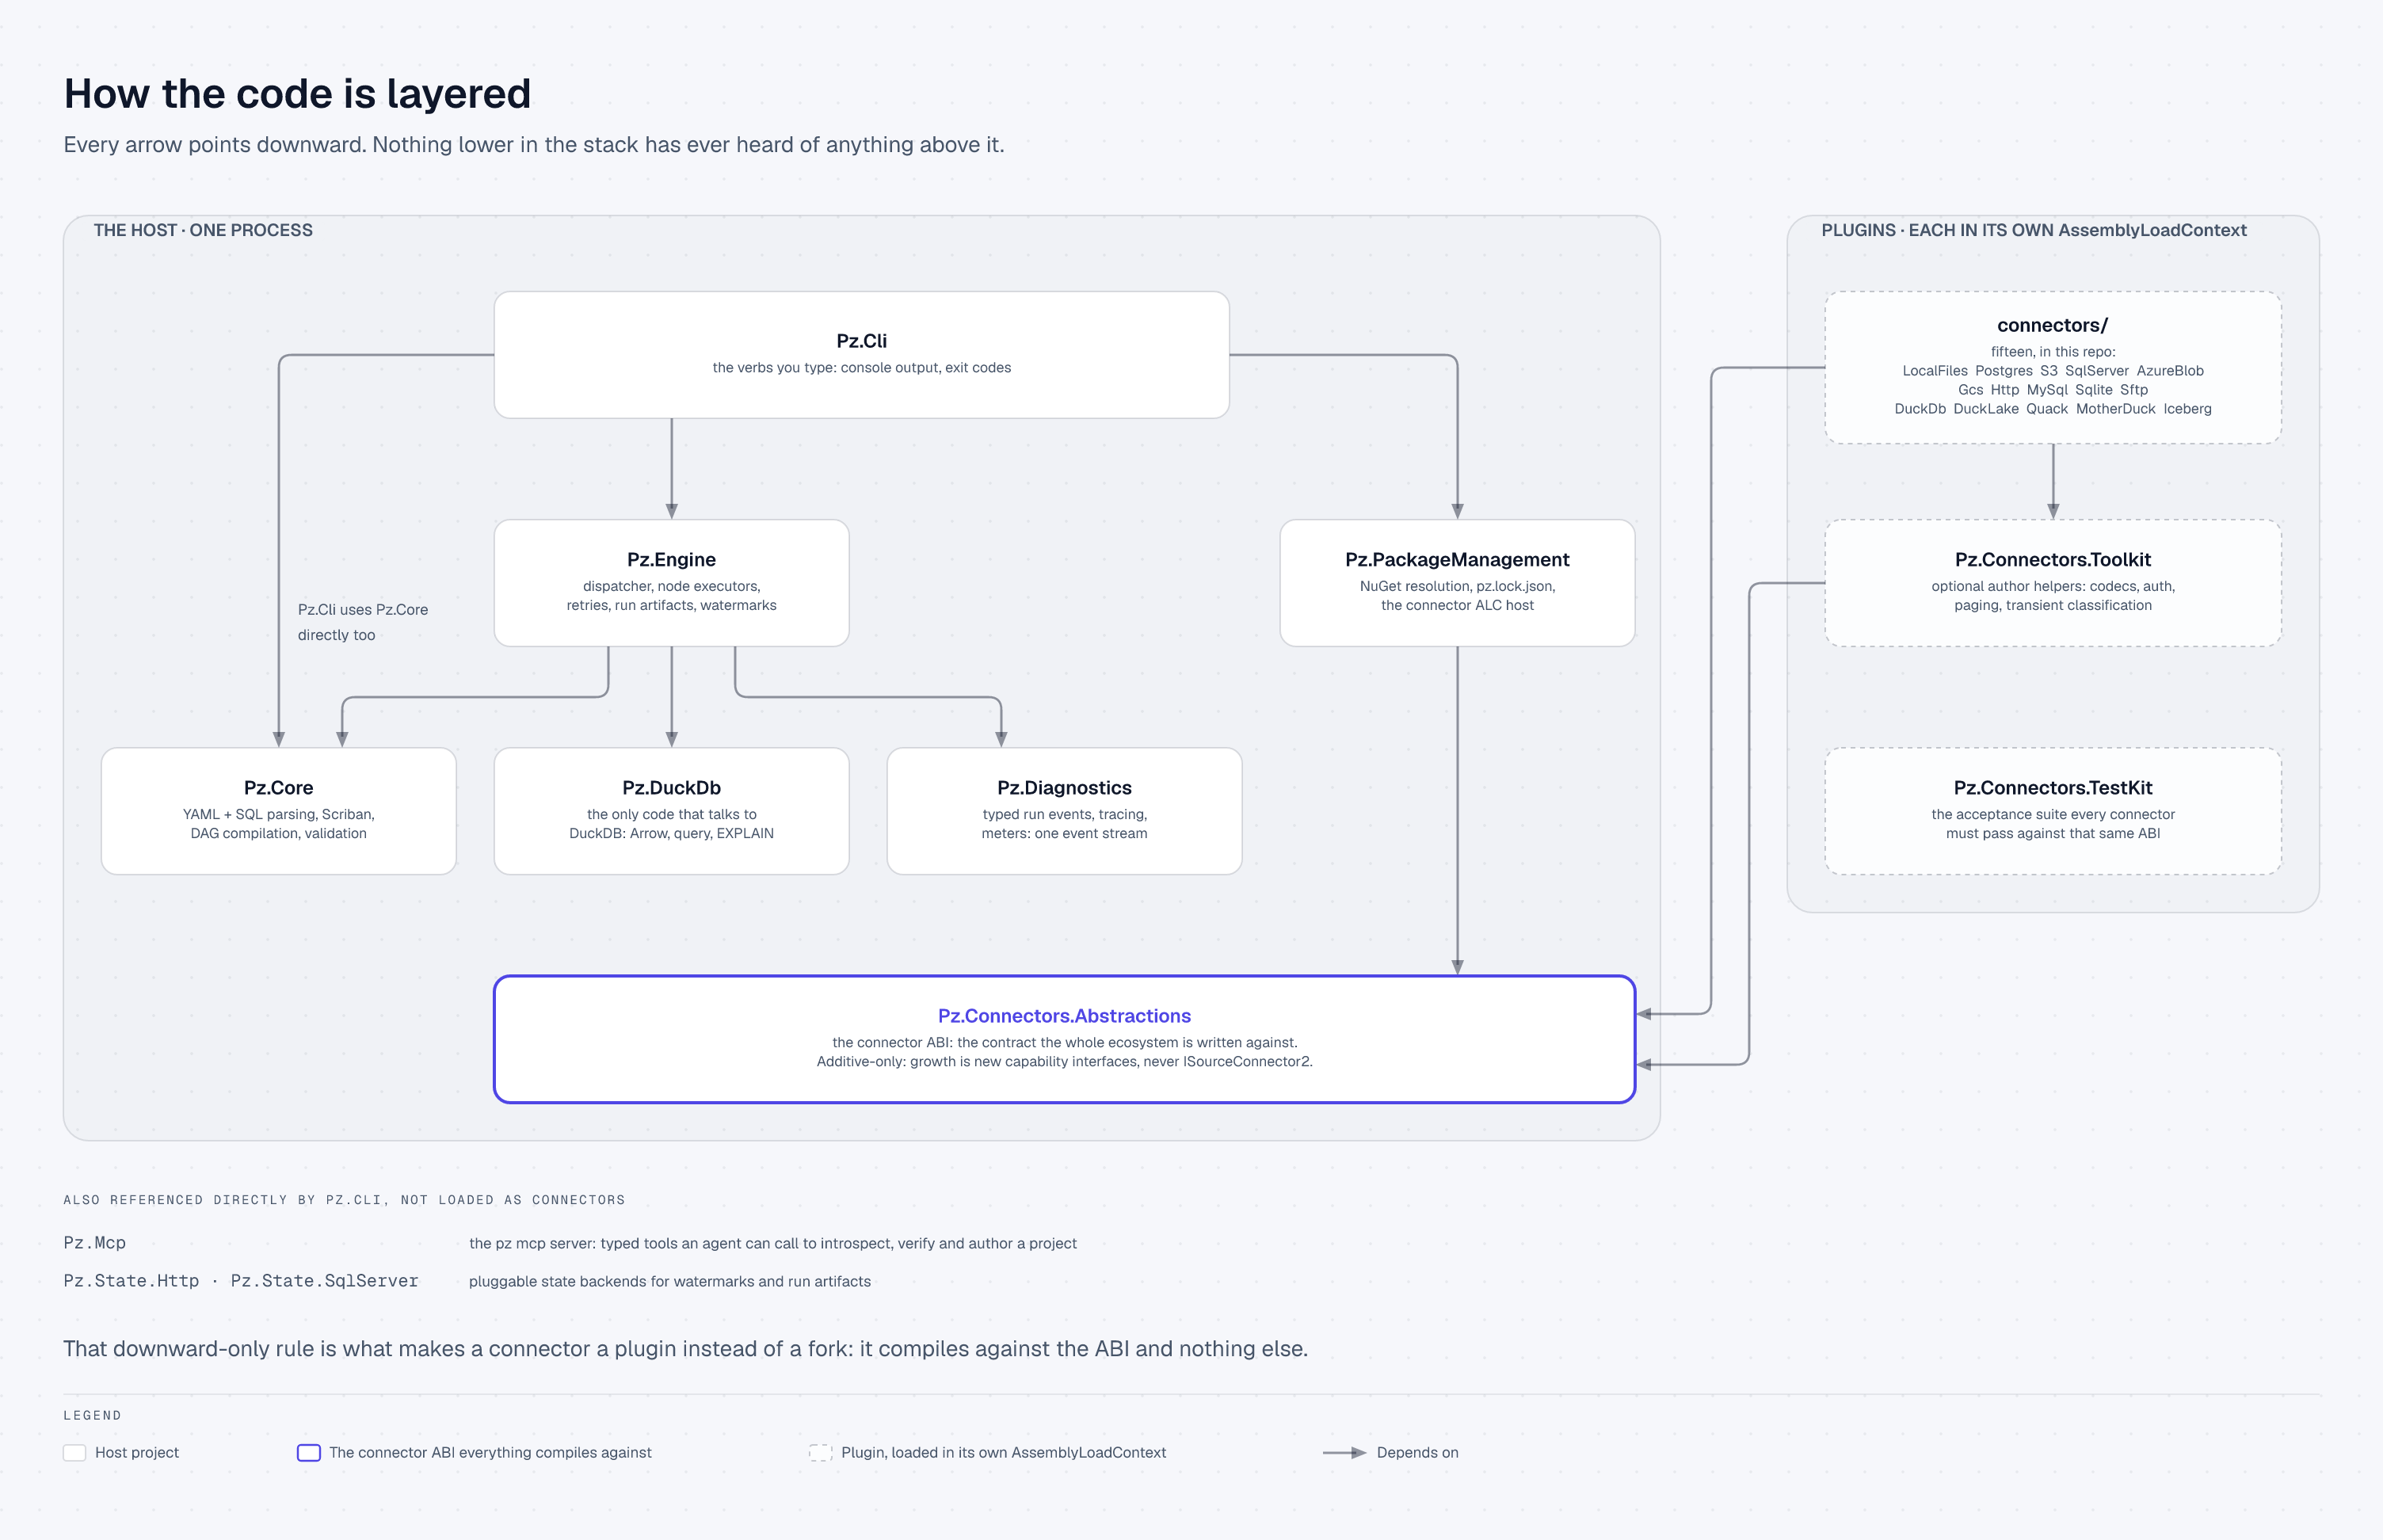 How the code is layered
Every arrow points downward. Nothing lower in the stack has ever heard of anything above it.
THE HOST · ONE PROCESS
Pz.Cli
the verbs you type: console output, exit codes
Pz.Engine
dispatcher, node executors,
retries, run artifacts, watermarks
Pz.PackageManagement
NuGet resolution, pz.lock.json,
the connector ALC host
Pz.Cli uses Pz.Core
directly too
Pz.Core
YAML + SQL parsing, Scriban,
DAG compilation, validation
Pz.DuckDb
the only code that talks to
DuckDB: Arrow, query, EXPLAIN
Pz.Diagnostics
typed run events, tracing,
meters: one event stream
Pz.Connectors.Abstractions
the connector ABI: the contract the whole ecosystem is written against.
Additive-only: growth is new capability interfaces, never ISourceConnector2.
PLUGINS · EACH IN ITS OWN AssemblyLoadContext
connectors/
fifteen, in this repo:
LocalFiles Postgres S3 SqlServer AzureBlob
Gcs Http MySql Sqlite Sftp
DuckDb DuckLake Quack MotherDuck Iceberg
Pz.Connectors.Toolkit
optional author helpers: codecs, auth,
paging, transient classification
Pz.Connectors.TestKit
the acceptance suite every connector
must pass against that same ABI
ALSO REFERENCED DIRECTLY BY PZ.CLI, NOT LOADED AS CONNECTORS
Pz.Mcp the pz mcp server: typed tools an agent can call to introspect, verify and author a project
Pz.State.Http · Pz.State.SqlServer pluggable state backends for watermarks and run artifacts
That downward-only rule is what makes a connector a plugin instead of a fork: it compiles against the ABI and nothing else.
LEGEND
Host project
The connector ABI everything compiles against
Plugin, loaded in its own AssemblyLoadContext
Depends on